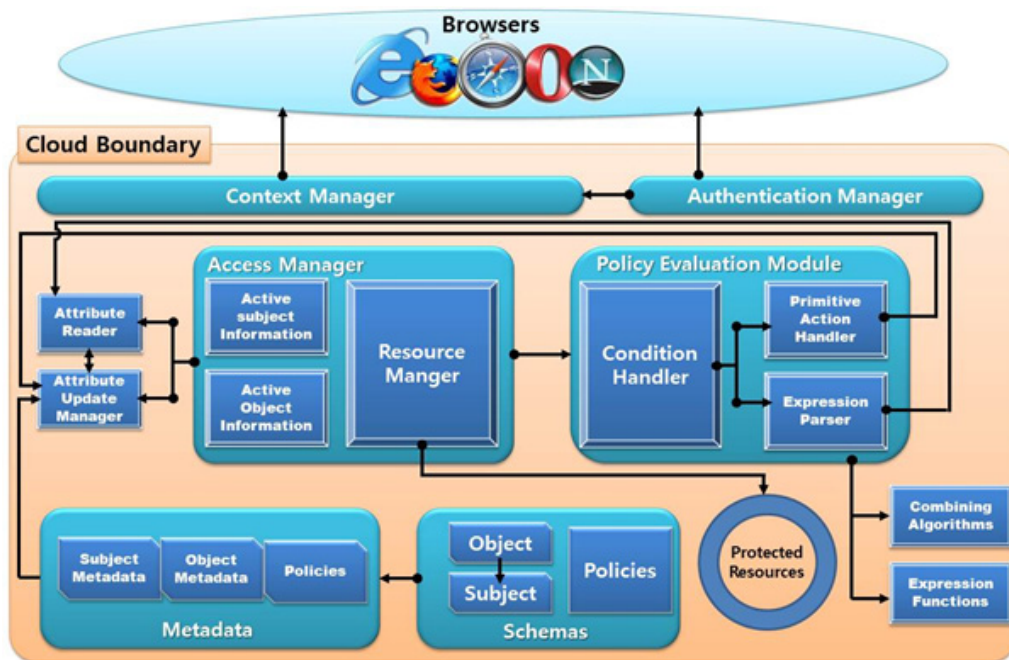 Browsers
N
Cloud Boundary
Context Manager
Authentication Manager
Access Manager
Policy Evaluation Module
Attribute
Reader
Attribute
Update
Manager
Active
subject
Information
Active
Object
Information
Resource
Manger
Condition
Handler
Primitive
Action
Handler
Expression
Parser
Combining
Algorithms
Expression
Functions
Protected
Resources
Subject
Metadata
Object
Metadata
Policies
Metadata
Object
Subject
Policies
Schemas